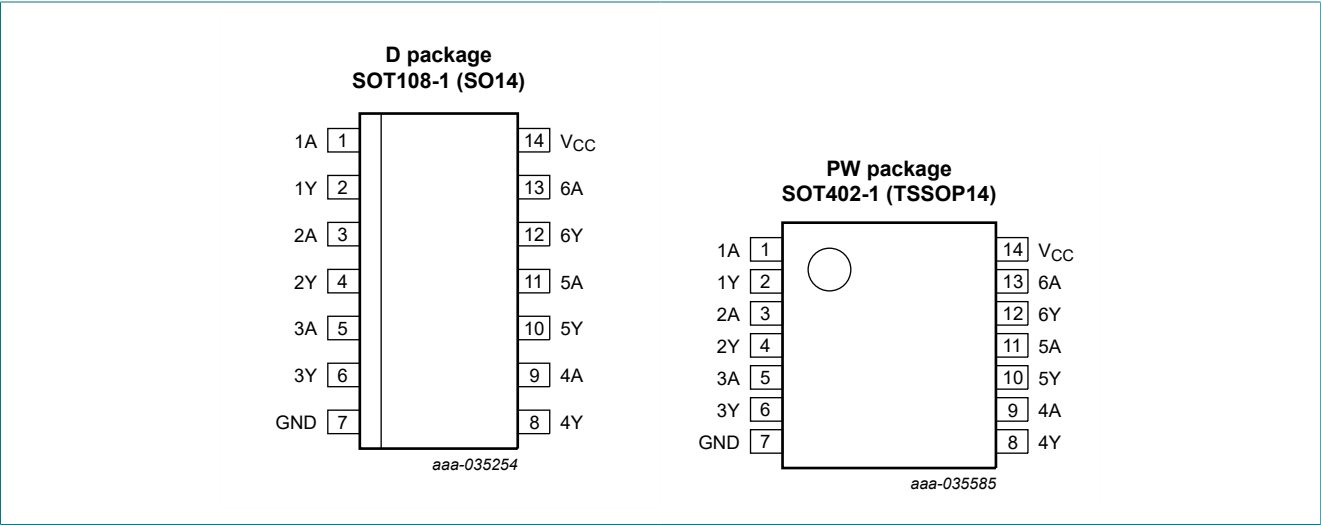 D package
SOT108-1 (SO14)
1A 1 14 VCC
1Y 2 13 6A
2A 3 12 6Y
2Y 4 11 5A
3A 5 10 5Y
3Y 6 9 4A
GND 7 8 4Y
aaa-035254
PW package
SOT402-1 (TSSOP14)
1A 1 14 VCC
1Y 2 13 6A
2A 3 12 6Y
2Y 4 11 5A
3A 5 10 5Y
3Y 6 9 4A
GND 7 8 4Y
aaa-035585